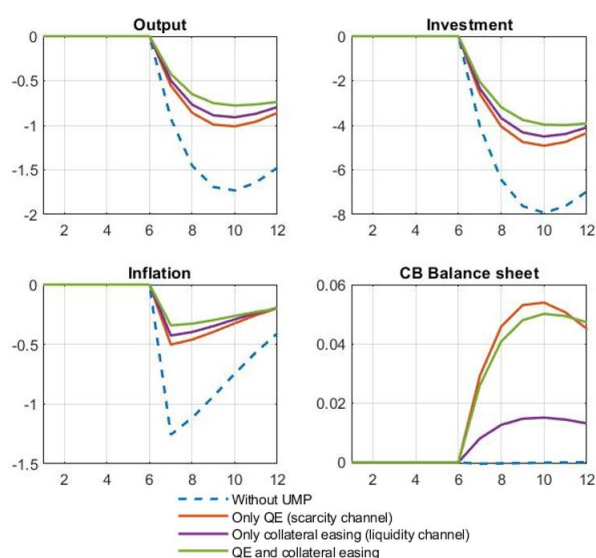 Output
Investment
0
-0.5
-1
-1.5
-2
2 4 6 8 10 12
0
-2
-4
-6
-8
2 4 6 8 10 12
Inflation
CB Balance sheet
0
-0.5
-1
-1.5
2 4 6 8 10 12
0.06
0.04
0.02
0
2 4 6 8 10 12
Without UMP
Only QE (scarcity channel)
Only collateral easing (liquidity channel)
QE and collateral easing